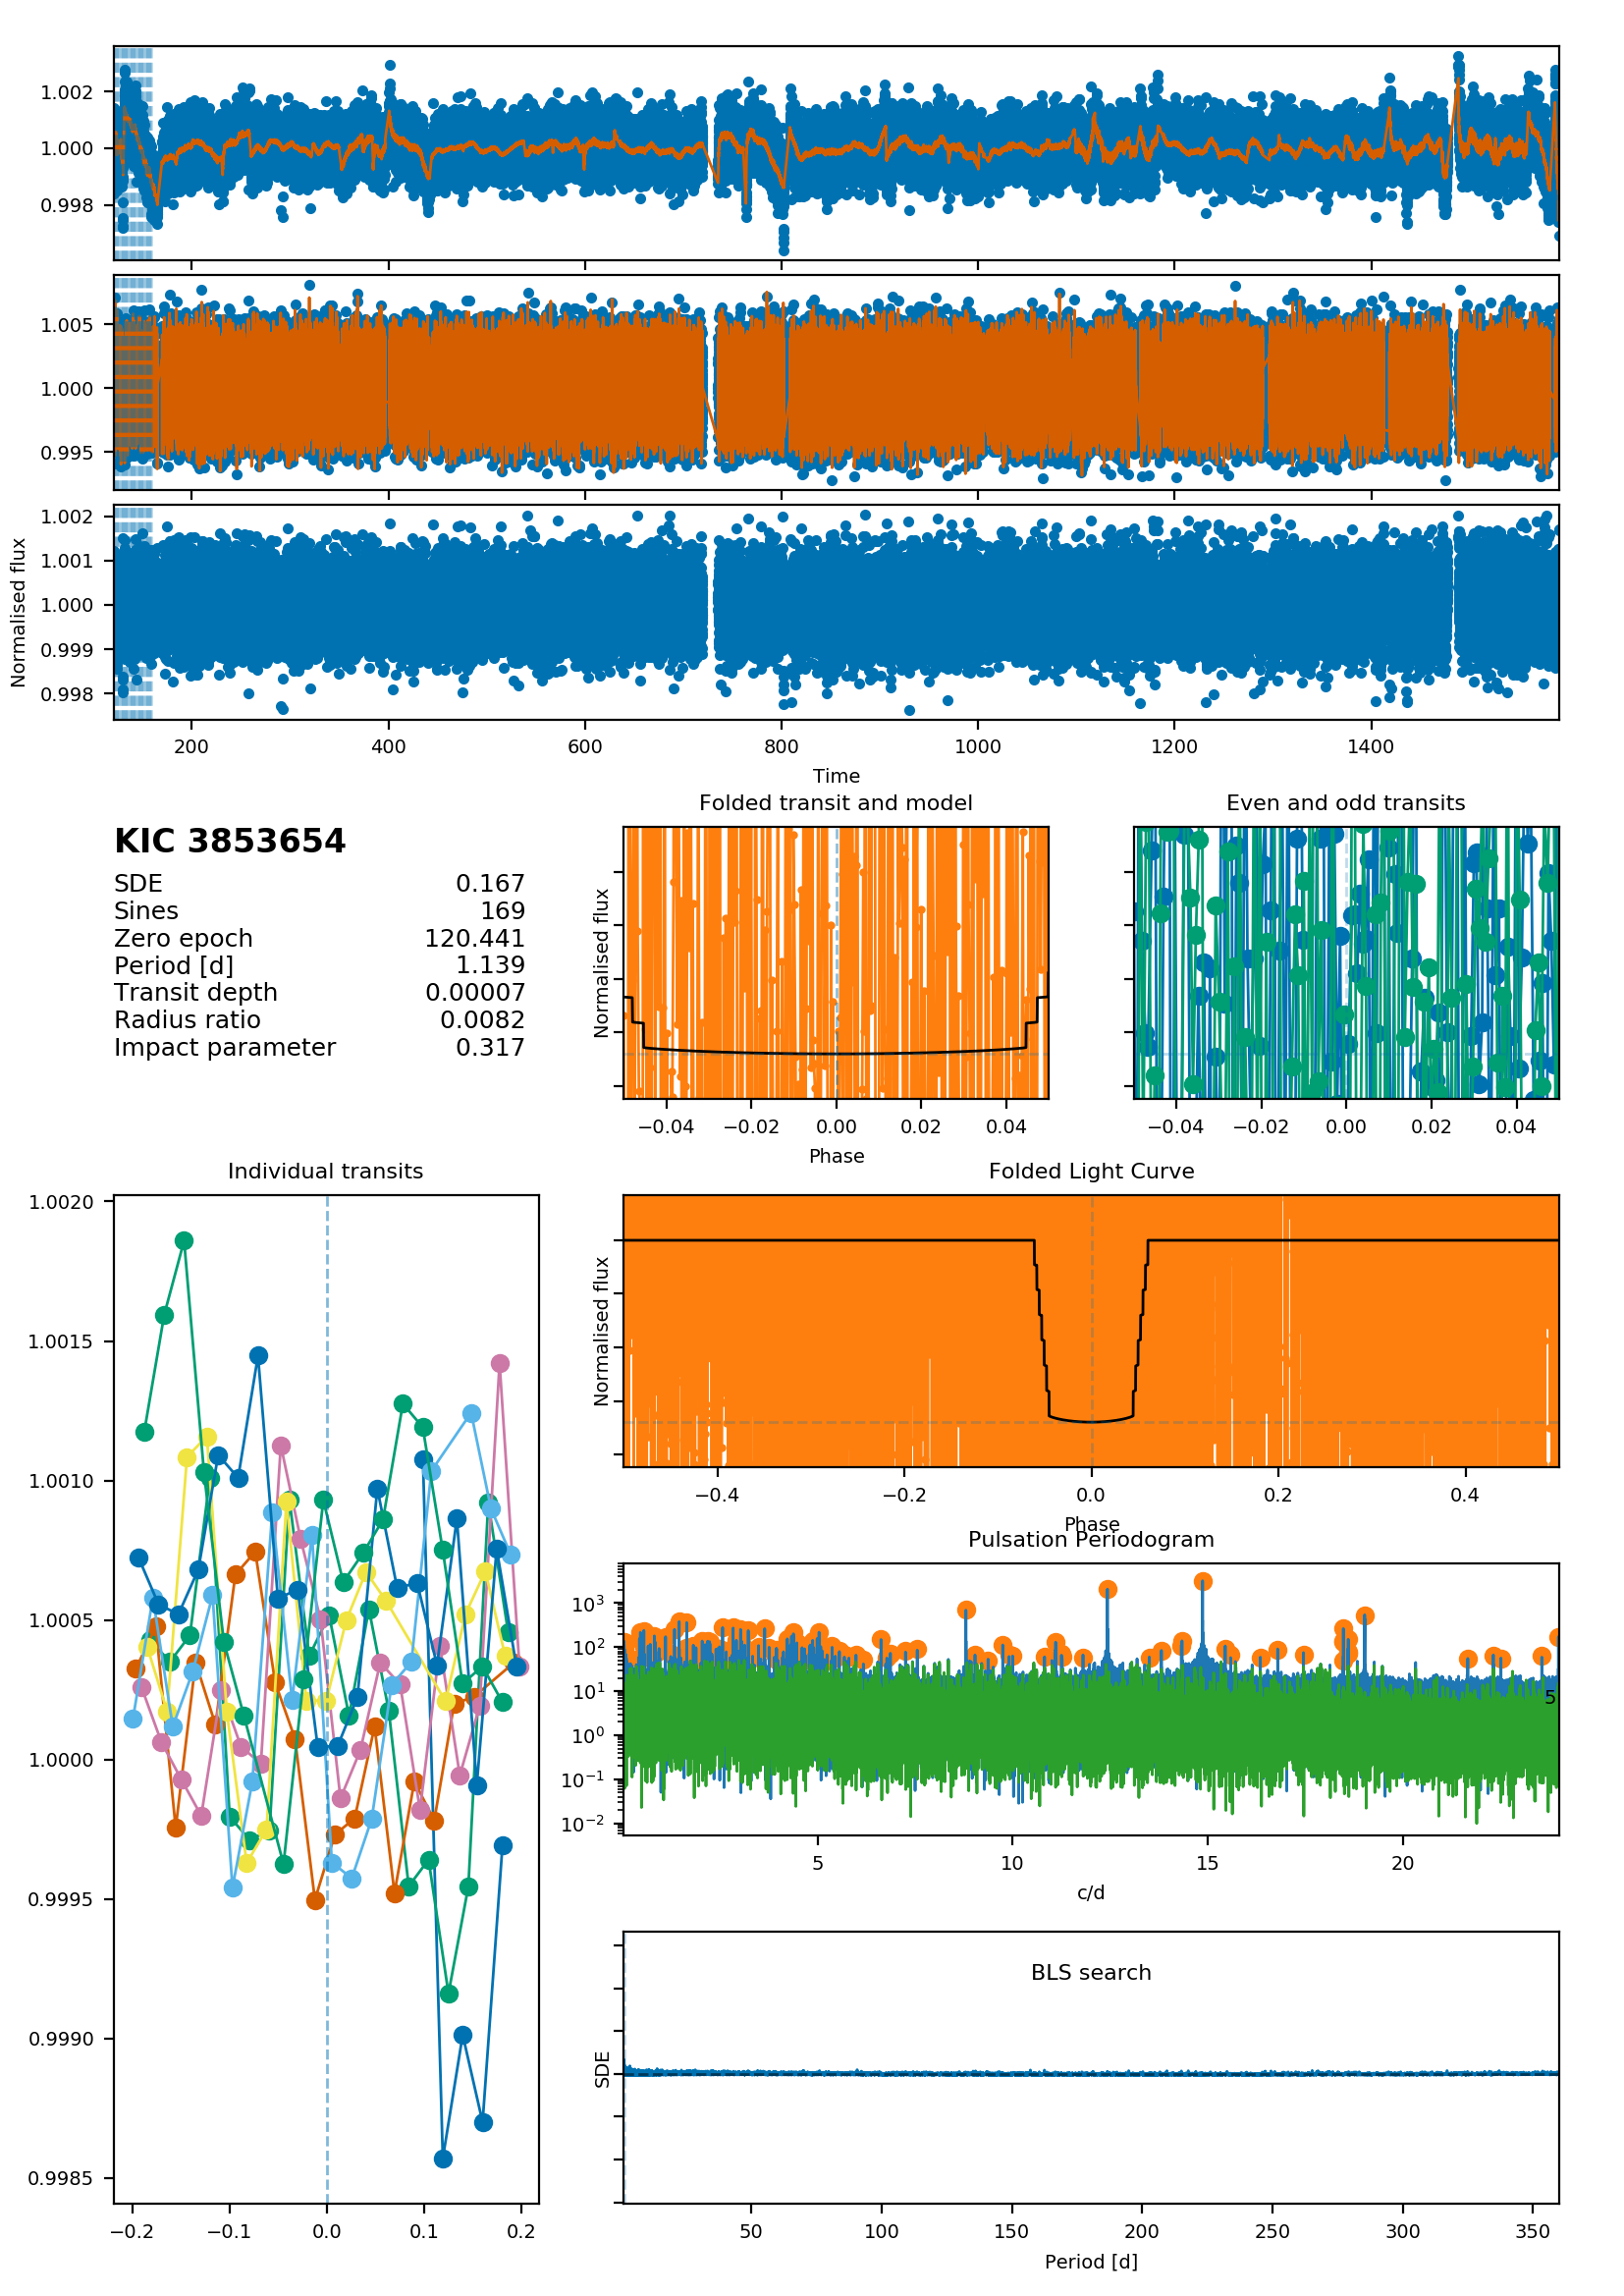 1.002
1.000
0.998
1.005
1.000
0.995
1.002
1.001
1.000
0.999
0.998
Normalised flux
200 400 600 800 1000 1200 1400
Time
KIC 3853654
SDE 0.167
Sines 169
Zero epoch 120.441
Period [d] 1.139
Transit depth 0.00007
Radius ratio 0.0082
Impact parameter 0.317
Folded transit and model
Normalised flux
−0.04 −0.02 0.00 0.02 0.04
Phase
Even and odd transits
−0.04 −0.02 0.00 0.02 0.04
Individual transits
1.0020
1.0015
1.0010
1.0005
1.0000
0.9995
0.9990
0.9985
−0.2 −0.1 0.0 0.1 0.2
Folded Light Curve
Normalised flux
−0.4 −0.2 0.0 0.2 0.4
Phase
Pulsation Periodogram
10³
10²
10¹
10⁰
10⁻¹
10⁻²
5
5 10 15 20
c/d
BLS search
SDE
50 100 150 200 250 300 350
Period [d]